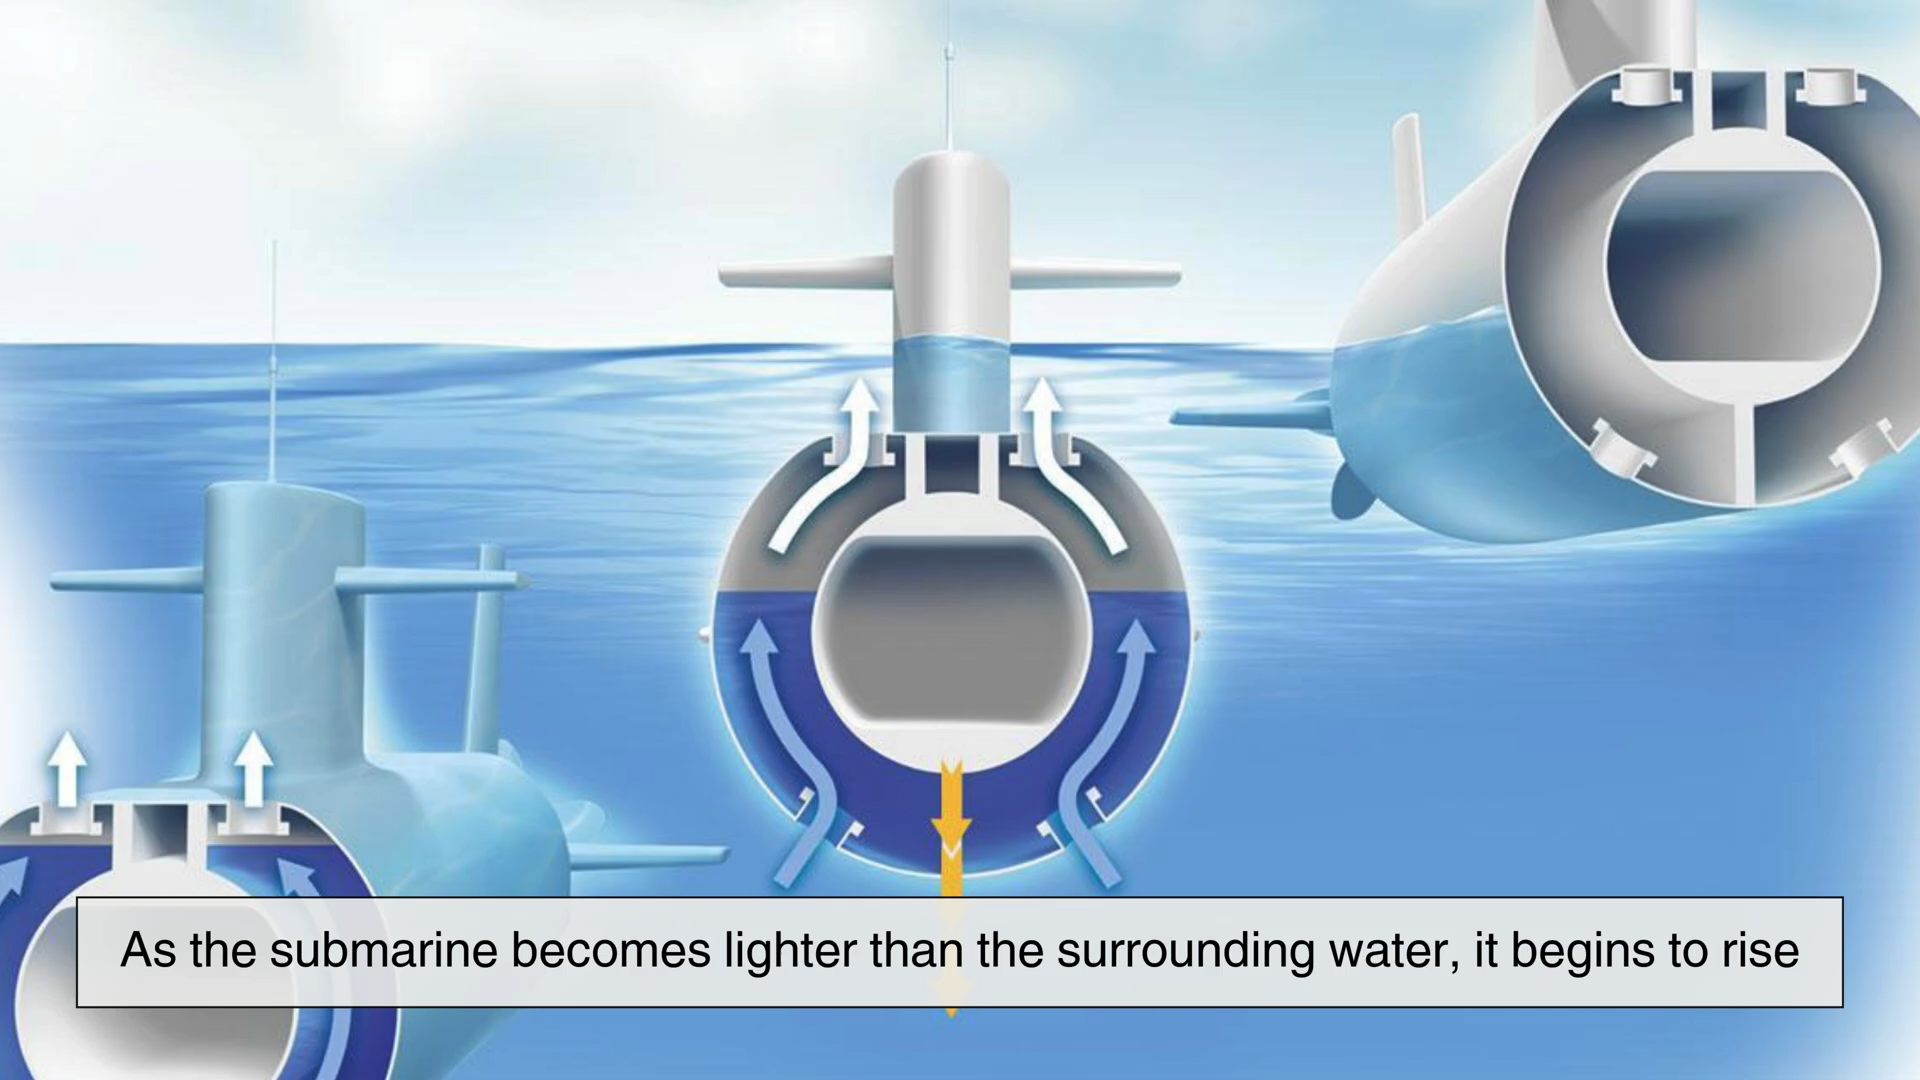 As the submarine becomes lighter than the surrounding water, it begins to rise